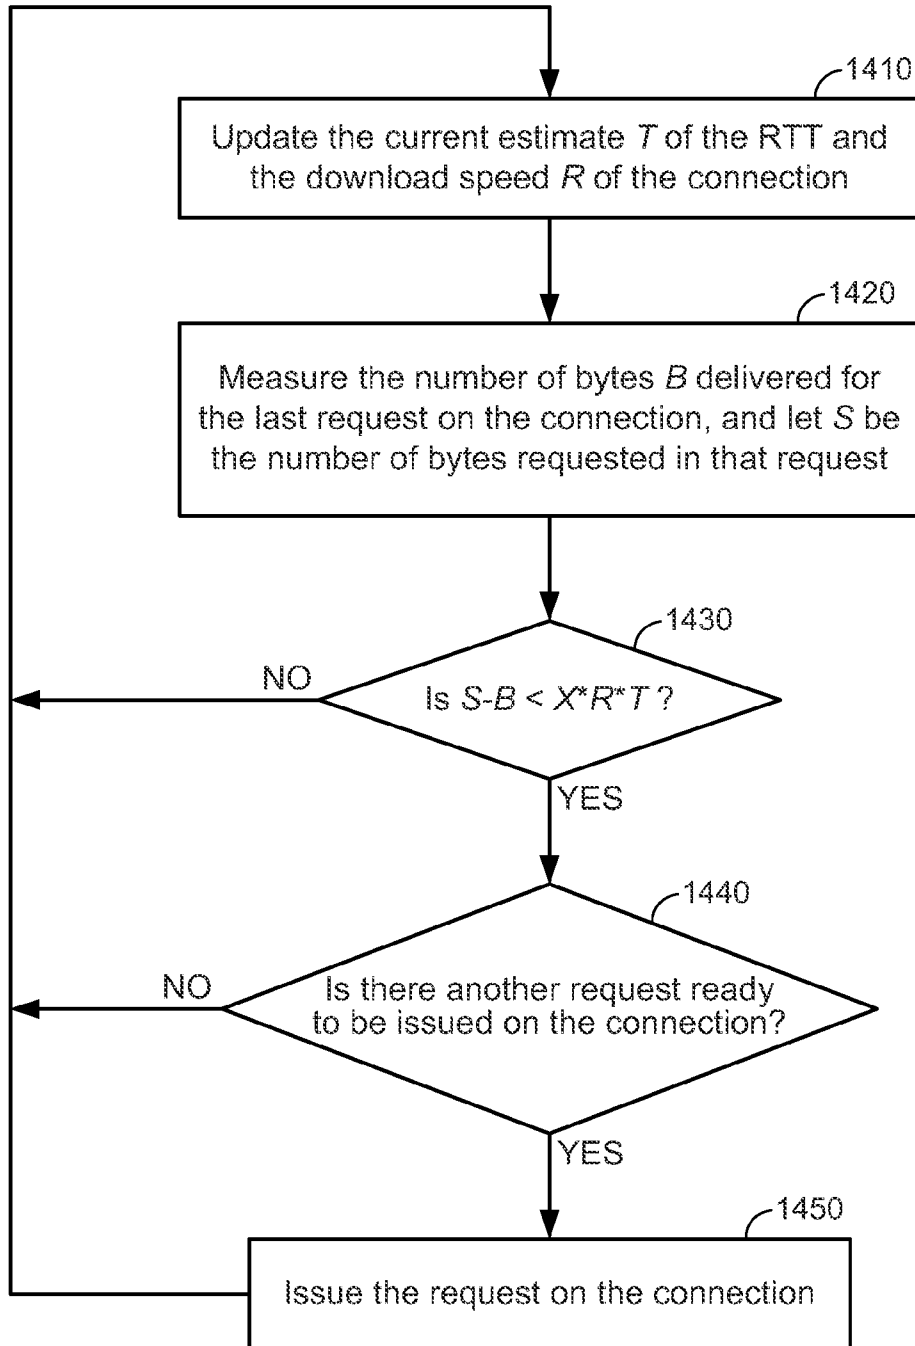 1410
Update the current estimate T of the RTT and
the download speed R of the connection
1420
Measure the number of bytes B delivered for
the last request on the connection, and let S be
the number of bytes requested in that request
1430
NO
Is S-B < X*R*T ?
YES
1440
NO
Is there another request ready
to be issued on the connection?
YES
1450
Issue the request on the connection